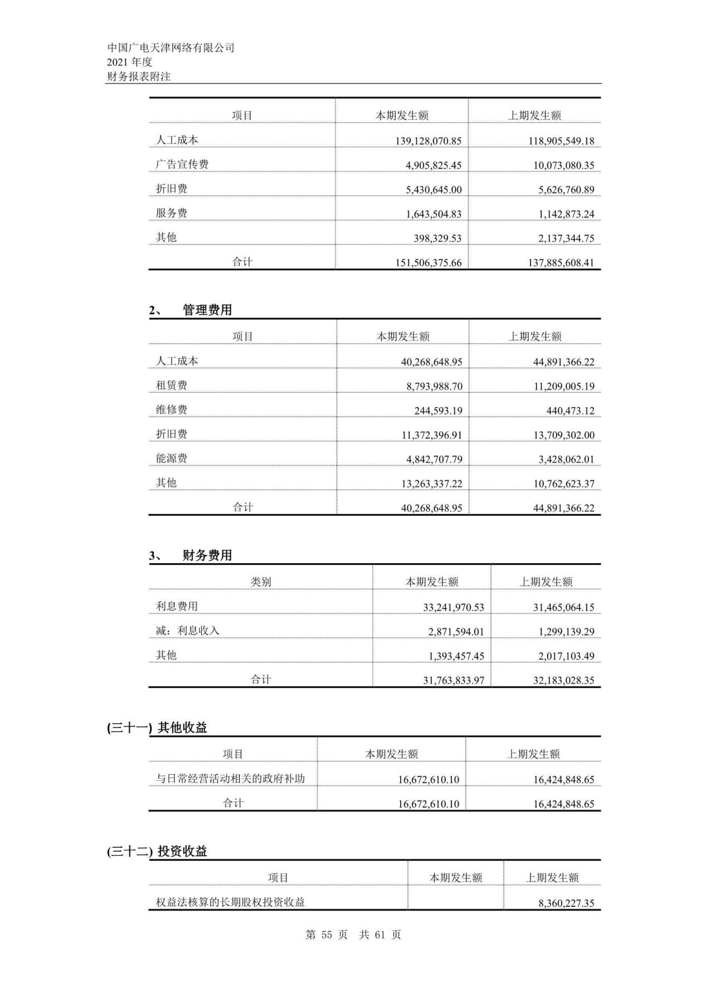 中国广电天津网络有限公司
2021 年度
财务报表附注
项目 本期发生额 上期发生额
人工成本 139,128,070.85 118,905,549.18
广告宣传费 4,905,825.45 10,073,080.35
折旧费 5,430,645.00 5,626,760.89
服务费 1,643,504.83 1,142,873.24
其他 398,329.53 2,137,344.75
合计 151,506,375.66 137,885,608.41
2、 管理费用
项目 本期发生额 上期发生额
人工成本 40,268,648.95 44,891,366.22
租赁费 8,793,988.70 11,209,005.19
维修费 244,593.19 440,473.12
折旧费 11,372,396.91 13,709,302.00
能源费 4,842,707.79 3,428,062.01
其他 13,263,337.22 10,762,623.37
合计 40,268,648.95 44,891,366.22
3、 财务费用
类别 本期发生额 上期发生额
利息费用 33,241,970.53 31,465,064.15
减：利息收入 2,871,594.01 1,299,139.29
其他 1,393,457.45 2,017,103.49
合计 31,763,833.97 32,183,028.35
(三十一) 其他收益
项目 本期发生额 上期发生额
与日常经营活动相关的政府补助 16,672,610.10 16,424,848.65
合计 16,672,610.10 16,424,848.65
(三十二) 投资收益
项目 本期发生额 上期发生额
权益法核算的长期股权投资收益 8,360,227.35
第 55 页 共 61 页